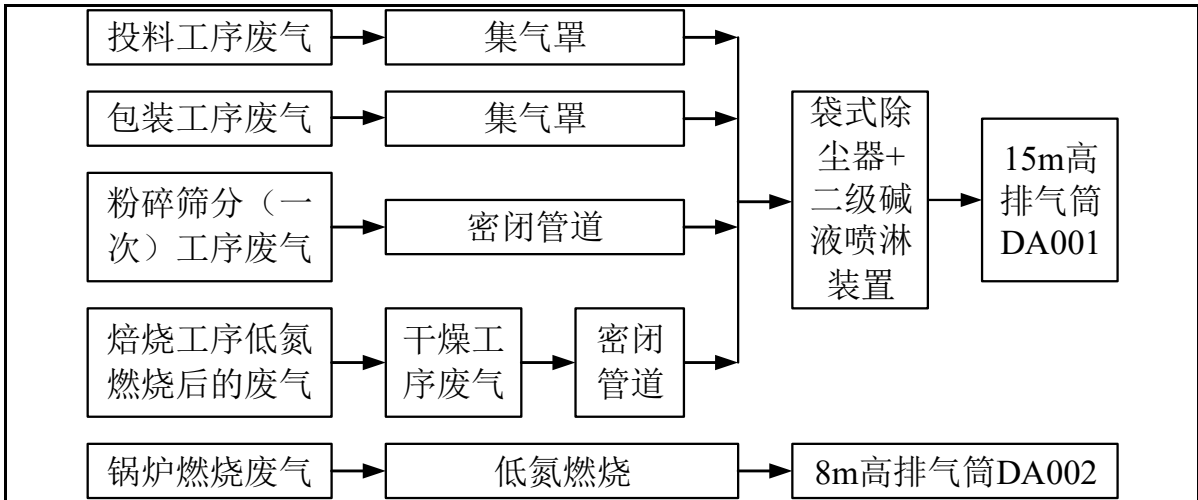 投料工序废气
集气罩
包装工序废气
集气罩
粉碎筛分（一
次）工序废气
密闭管道
焙烧工序低氮
燃烧后的废气
干燥工
序废气
密闭
管道
袋式除
尘器+
二级碱
液喷淋
装置
15m高
排气筒
DA001
锅炉燃烧废气
低氮燃烧
8m高排气筒DA002